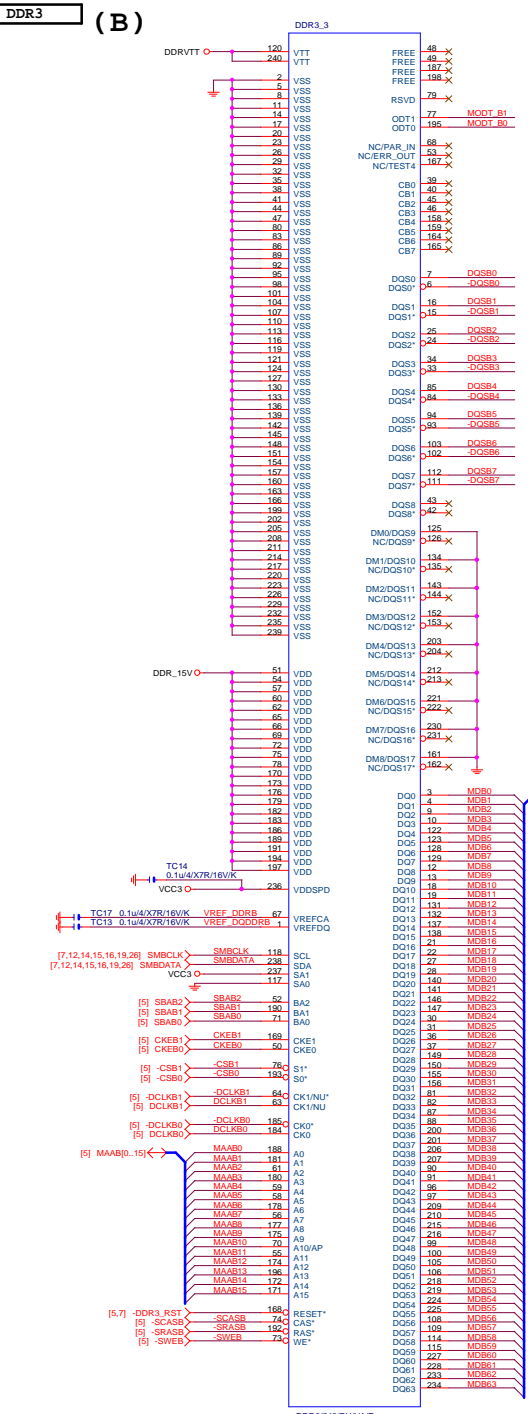 DDR3
(B)
DDR3_3
DDRVTT 120 VTT
240 VTT
2 VSS
5 VSS
8 VSS
11 VSS
14 VSS
17 VSS
20 VSS
23 VSS
26 VSS
29 VSS
32 VSS
35 VSS
38 VSS
41 VSS
44 VSS
47 VSS
80 VSS
83 VSS
86 VSS
89 VSS
92 VSS
95 VSS
98 VSS
101 VSS
104 VSS
107 VSS
110 VSS
113 VSS
116 VSS
119 VSS
121 VSS
124 VSS
127 VSS
130 VSS
133 VSS
136 VSS
139 VSS
142 VSS
145 VSS
148 VSS
151 VSS
154 VSS
157 VSS
160 VSS
163 VSS
166 VSS
199 VSS
202 VSS
205 VSS
208 VSS
211 VSS
214 VSS
217 VSS
220 VSS
223 VSS
226 VSS
229 VSS
232 VSS
235 VSS
239 VSS
DDR_15V 51 VDD
54 VDD
57 VDD
60 VDD
62 VDD
65 VDD
66 VDD
69 VDD
72 VDD
75 VDD
78 VDD
170 VDD
173 VDD
176 VDD
179 VDD
182 VDD
183 VDD
186 VDD
189 VDD
191 VDD
194 VDD
197 VDD
TC14
0.1u/4/X7R/16V/K
VCC3 236 VDDSPD
TC17 0.1u/4/X7R/16V/K VREF_DDRB 67 VREFCA
TC13 0.1u/4/X7R/16V/K VREF_DQDDRB 1 VREFDQ
[7,12,14,15,16,19,26] SMBCLK SMBCLK 118 SCL
[7,12,14,15,16,19,26] SMBDATA SMBDATA 238 SDA
VCC3 237 SA1
117 SA0
[5] SBAB2 SBAB2 52 BA2
[5] SBAB1 SBAB1 190 BA1
[5] SBAB0 SBAB0 71 BA0
[5] CKEB1 CKEB1 169 CKE1
[5] CKEB0 CKEB0 50 CKE0
[5] -CSB1 -CSB1 76 S1*
[5] -CSB0 -CSB0 193 S0*
[5] -DCLKB1 -DCLKB1 64 CK1/NU*
[5] DCLKB1 DCLKB1 63 CK1/NU
[5] -DCLKB0 -DCLKB0 185 CK0*
[5] DCLKB0 DCLKB0 184 CK0
[5] MAAB[0..15] MAAB0 188 A0
MAAB1 181 A1
MAAB2 61 A2
MAAB3 180 A3
MAAB4 59 A4
MAAB5 58 A5
MAAB6 178 A6
MAAB7 56 A7
MAAB8 177 A8
MAAB9 175 A9
MAAB10 70 A10/AP
MAAB11 55 A11
MAAB12 174 A12
MAAB13 196 A13
MAAB14 172 A14
MAAB15 171 A15
[5,7] -DDR3_RST 168 RESET*
[5] -SCASB -SCASB 74 CAS*
[5] -SRASB -SRASB 192 RAS*
[5] -SWEB -SWEB 73 WE*
FREE 48
FREE 49
FREE 187
FREE 198
RSVD 79
ODT1 77 MODT_B1
ODT0 195 MODT_B0
NC/PAR_IN 68
NC/ERR_OUT 53
NC/TEST4 167
CB0 39
CB1 40
CB2 45
CB3 46
CB4 158
CB5 159
CB6 164
CB7 165
DQS0 7 DQSB0
DQS0* 6 -DQSB0
DQS1 16 DQSB1
DQS1* 15 -DQSB1
DQS2 25 DQSB2
DQS2* 24 -DQSB2
DQS3 34 DQSB3
DQS3* 33 -DQSB3
DQS4 85 DQSB4
DQS4* 84 -DQSB4
DQS5 94 DQSB5
DQS5* 93 -DQSB5
DQS6 103 DQSB6
DQS6* 102 -DQSB6
DQS7 112 DQSB7
DQS7* 111 -DQSB7
DQS8 43
DQS8* 42
DM0/DQS9 125
NC/DQS9* 126
DM1/DQS10 134
NC/DQS10* 135
DM2/DQS11 143
NC/DQS11* 144
DM3/DQS12 152
NC/DQS12* 153
DM4/DQS13 203
NC/DQS13* 204
DM5/DQS14 212
NC/DQS14* 213
DM6/DQS15 221
NC/DQS15* 222
DM7/DQS16 230
NC/DQS16* 231
DM8/DQS17 161
NC/DQS17* 162
DQ0 3 MDB0
DQ1 4 MDB1
DQ2 9 MDB2
DQ3 10 MDB3
DQ4 122 MDB4
DQ5 123 MDB5
DQ6 128 MDB6
DQ7 129 MDB7
DQ8 12 MDB8
DQ9 13 MDB9
DQ10 18 MDB10
DQ11 19 MDB11
DQ12 131 MDB12
DQ13 132 MDB13
DQ14 137 MDB14
DQ15 138 MDB15
DQ16 21 MDB16
DQ17 22 MDB17
DQ18 27 MDB18
DQ19 28 MDB19
DQ20 140 MDB20
DQ21 141 MDB21
DQ22 146 MDB22
DQ23 147 MDB23
DQ24 30 MDB24
DQ25 31 MDB25
DQ26 36 MDB26
DQ27 37 MDB27
DQ28 149 MDB28
DQ29 150 MDB29
DQ30 155 MDB30
DQ31 156 MDB31
DQ32 81 MDB32
DQ33 82 MDB33
DQ34 87 MDB34
DQ35 88 MDB35
DQ36 200 MDB36
DQ37 201 MDB37
DQ38 206 MDB38
DQ39 207 MDB39
DQ40 90 MDB40
DQ41 91 MDB41
DQ42 96 MDB42
DQ43 97 MDB43
DQ44 209 MDB44
DQ45 210 MDB45
DQ46 215 MDB46
DQ47 216 MDB47
DQ48 99 MDB48
DQ49 100 MDB49
DQ50 105 MDB50
DQ51 106 MDB51
DQ52 218 MDB52
DQ53 219 MDB53
DQ54 224 MDB54
DQ55 225 MDB55
DQ56 108 MDB56
DQ57 109 MDB57
DQ58 114 MDB58
DQ59 115 MDB59
DQ60 227 MDB60
DQ61 228 MDB61
DQ62 233 MDB62
DQ63 234 MDB63